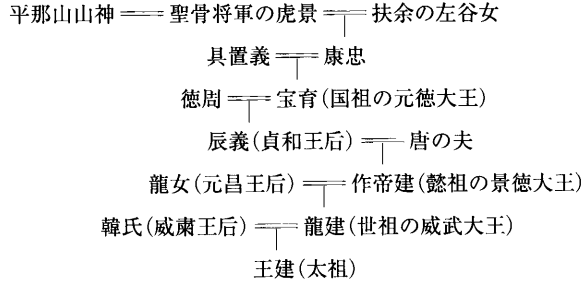 平那山山神 聖骨将軍の虎景 扶余の左谷女
具置義 康忠
徳周 宝育(国祖の元徳大王)
辰義(貞和王后) 唐の夫
龍女(元昌王后) 作帝建(懿祖の景徳大王)
韓氏(威粛王后) 龍建(世祖の威武大王)
王建(太祖)